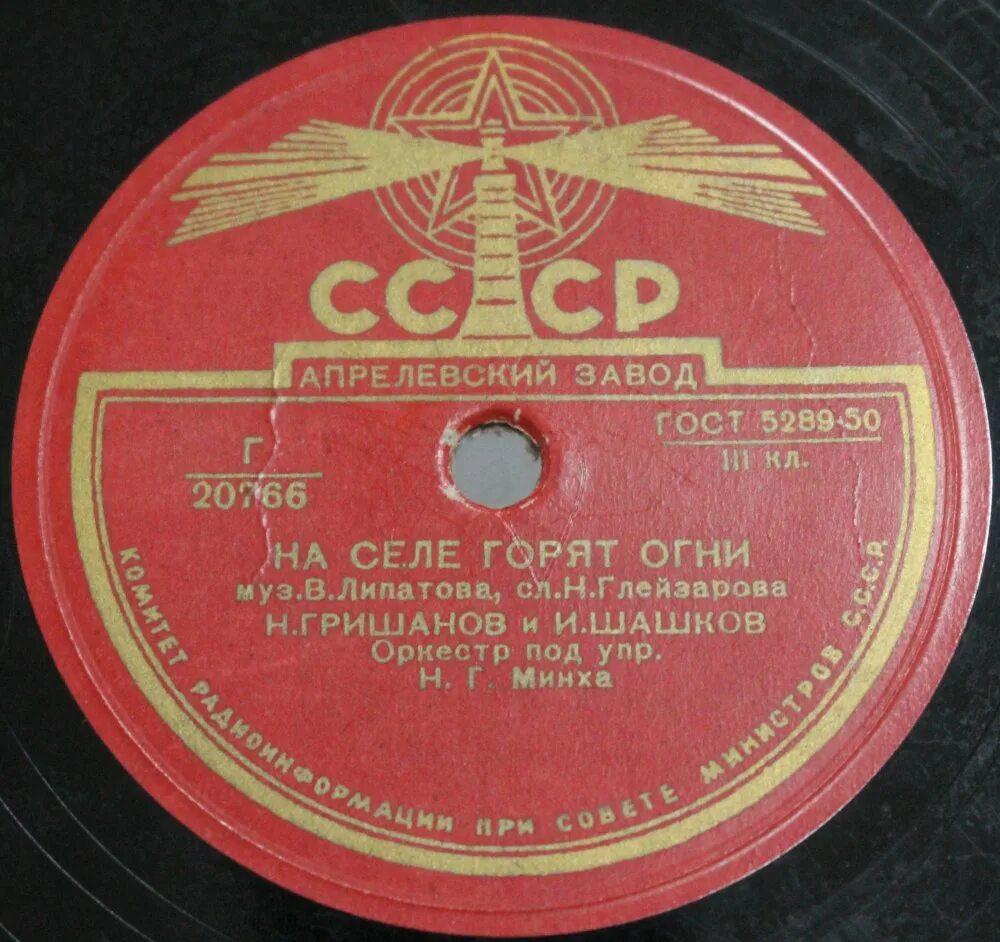 СССР
АПРЕЛЕВСКИЙ ЗАВОД
ГОСТ 5289-50
III кл.
Г
20766
НА СЕЛЕ ГОРЯТ ОГНИ
муз.В.Липатова, сл.Н.Глейзарова
Н.ГРИШАНОВ и И.ШАШКОВ
Оркестр под упр.
Н. Г. Минха
КОМИТЕТ РАДИОИНФОРМАЦИИ ПРИ СОВЕТЕ МИНИСТРОВ С.С.С.Р.